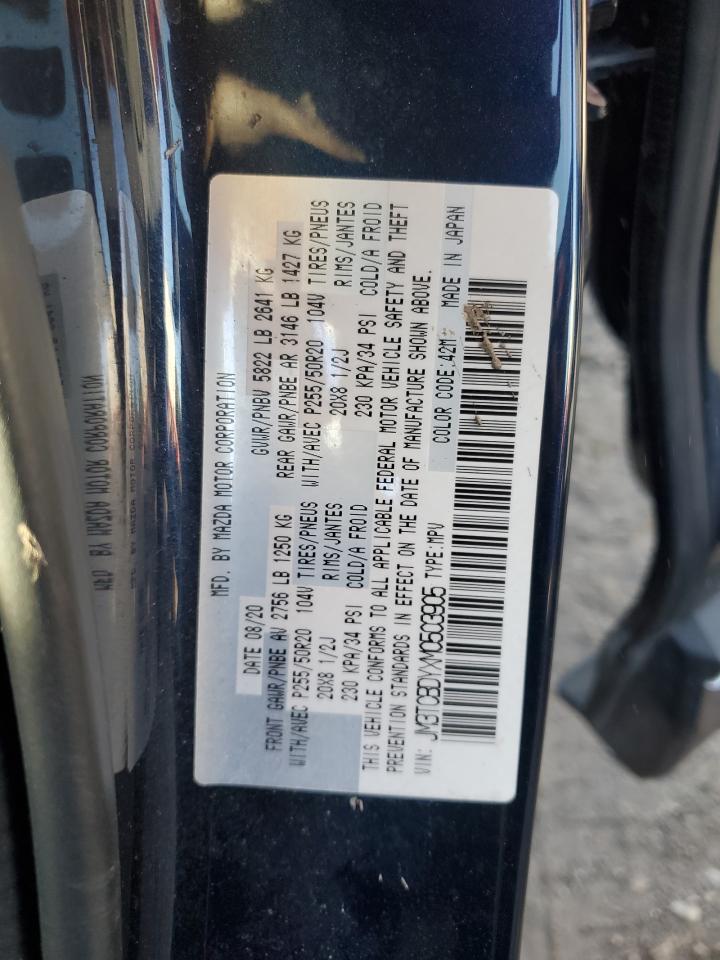 MFD. BY MAZDA MOTOR CORPORATION
DATE 08/20 GVWR/PNBV 5822 LB 2641 KG
FRONT GAWR/PNBE AV 2756 LB 1250 KG REAR GAWR/PNBE AR 3146 LB 1427 KG
WITH/AVEC P255/50R20 104V TIRES/PNEUS WITH/AVEC P255/50R20 104V TIRES/PNEUS
20X8 1/2J RIMS/JANTES 20X8 1/2J RIMS/JANTES
230 KPA/34 PSI COLD/A FROID 230 KPA/34 PSI COLD/A FROID
THIS VEHICLE CONFORMS TO ALL APPLICABLE FEDERAL MOTOR VEHICLE SAFETY AND THEFT
PREVENTION STANDARDS IN EFFECT ON THE DATE OF MANUFACTURE SHOWN ABOVE.
VIN: JM3TCBDYXM0503905 TYPE:MPV COLOR CODE:42M MADE IN JAPAN